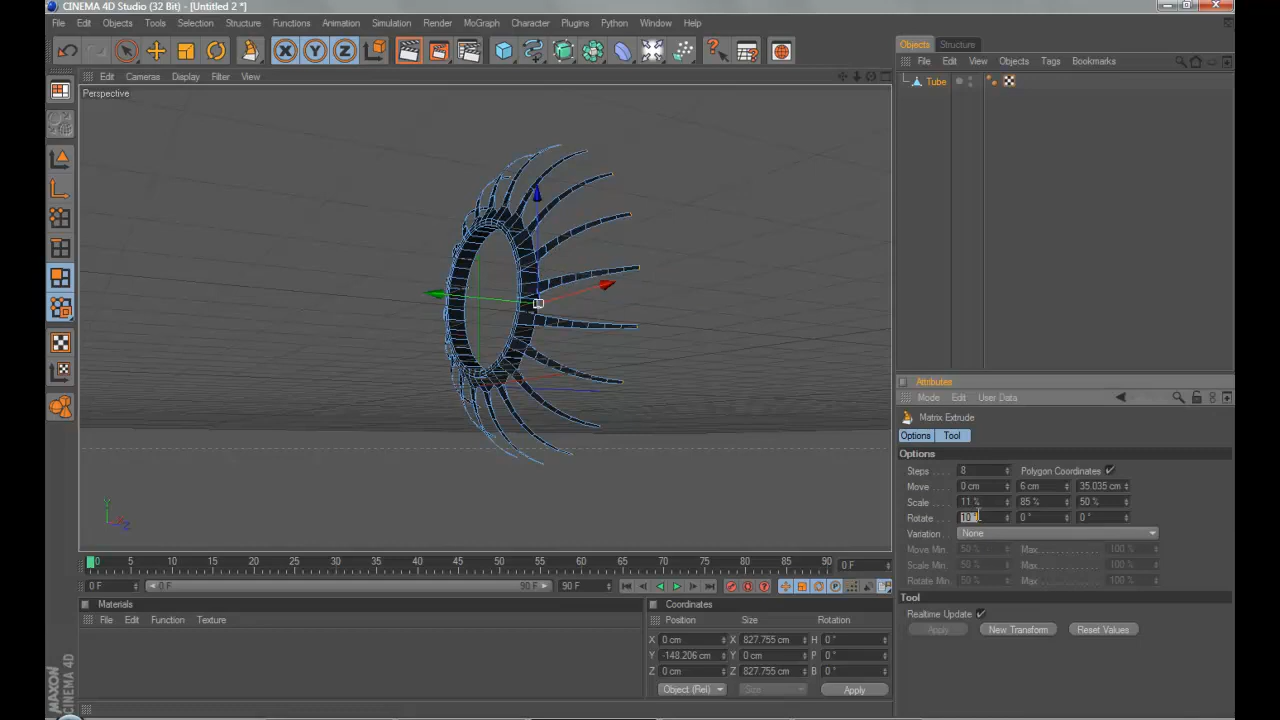 CINEMA 4D Studio (32 Bit) - [Untitled 2 *]
File Edit Objects Tools Selection Structure Functions Animation Simulation Render MoGraph Character Plugins Python Window Help
Objects Structure
File Edit View Objects Tags Bookmarks
Edit Cameras Display Filter View
Tube
Perspective
X Y Z
Y
Z
Attributes
Mode Edit User Data
Matrix Extrude
Options Tool
Options
Steps 8 Polygon Coordinates
Move 0 cm 6 cm 35.035 cm
Scale 11 % 85 % 50 %
Rotate 0 ° 0 °
Variation None
Move Min. 50 % Max. 100 %
Scale Min. 50 % Max. 100 %
Rotate Min. 50 % Max. 100 %
Tool
Realtime Update
Apply New Transform Reset Values
0 5 10 15 20 25 30 35 40 45 50 55 60 65 70 75 80 85 90 0 F
0 F 0 F 90 F 90 F
Materials
File Edit Function Texture
Coordinates
Position Size Rotation
X 0 cm X 827.755 cm H 0 °
Y -148.206 cm Y 0 cm P 0 °
Z 0 cm Z 827.755 cm B 0 °
Object (Rel) Size Apply
MAXON
CINEMA 4D